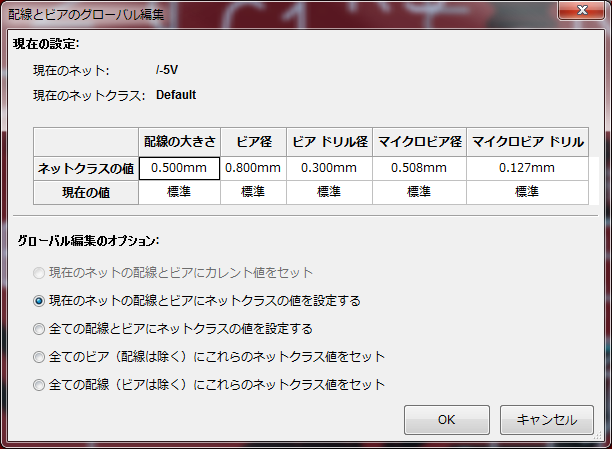 配線とビアのグローバル編集
現在の設定:
現在のネット: /-5V
現在のネットクラス: Default
配線の大きさ ビア径 ビア ドリル径 マイクロビア径 マイクロビア ドリル
ネットクラスの値 0.500mm 0.800mm 0.300mm 0.508mm 0.127mm
現在の値 標準 標準 標準 標準 標準
グローバル編集のオプション:
現在のネットの配線とビアにカレント値をセット
現在のネットの配線とビアにネットクラスの値を設定する
全ての配線とビアにネットクラスの値を設定する
全てのビア（配線は除く）にこれらのネットクラス値をセット
全ての配線（ビアは除く）にこれらのネットクラス値をセット
OK キャンセル